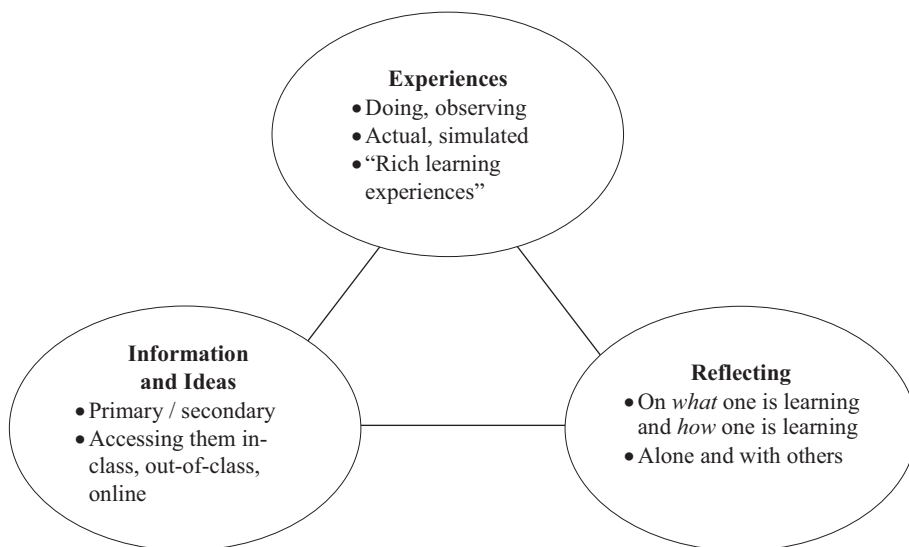 Experiences
• Doing, observing
• Actual, simulated
• “Rich learning
experiences”
Information
and Ideas
• Primary / secondary
• Accessing them in-
class, out-of-class,
online
Reflecting
• On what one is learning
and how one is learning
• Alone and with others